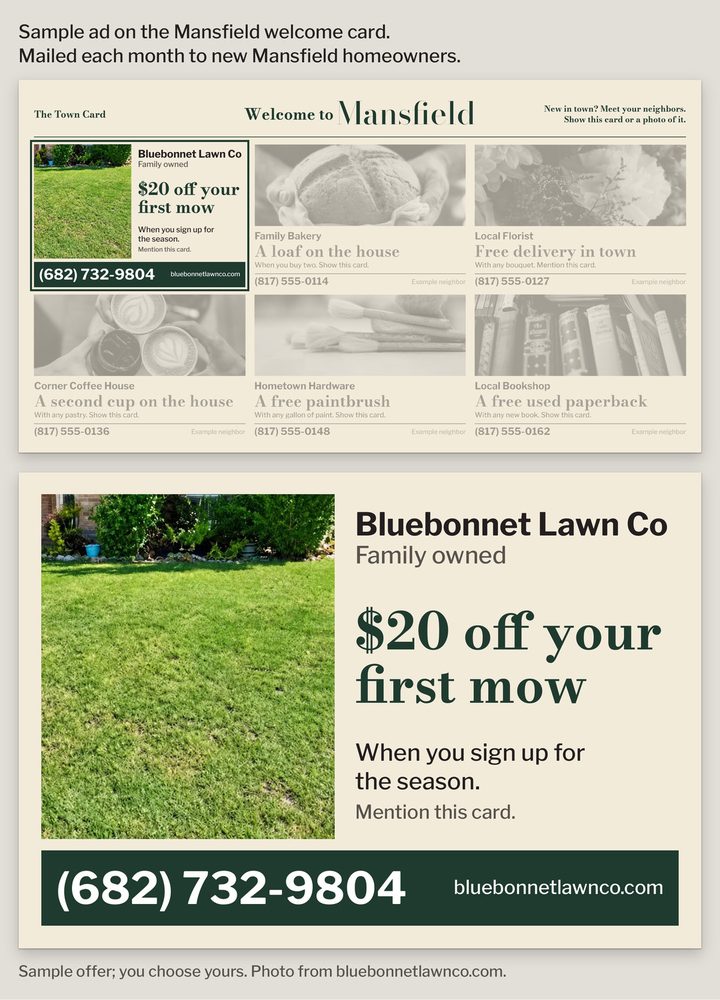 Sample ad on the Mansfield welcome card.
Mailed each month to new Mansfield homeowners.
The Town Card
Welcome to Mansfield
New in town? Meet your neighbors.
Show this card or a photo of it.
Bluebonnet Lawn Co
Family owned
$20 off your
first mow
When you sign up for
the season.
Mention this card.
(682) 732-9804
bluebonnetlawnco.com
Family Bakery
A loaf on the house
When you buy two. Show this card.
(817) 555-0114
Example neighbor
Local Florist
Free delivery in town
With any bouquet. Mention this card.
(817) 555-0127
Example neighbor
Corner Coffee House
A second cup on the house
With any pastry. Show this card.
(817) 555-0136
Example neighbor
Hometown Hardware
A free paintbrush
With any gallon of paint. Show this card.
(817) 555-0148
Example neighbor
Local Bookshop
A free used paperback
With any new book. Show this card.
(817) 555-0162
Example neighbor
Bluebonnet Lawn Co
Family owned
$20 off your
first mow
When you sign up for
the season.
Mention this card.
(682) 732-9804
bluebonnetlawnco.com
Sample offer; you choose yours. Photo from bluebonnetlawnco.com.